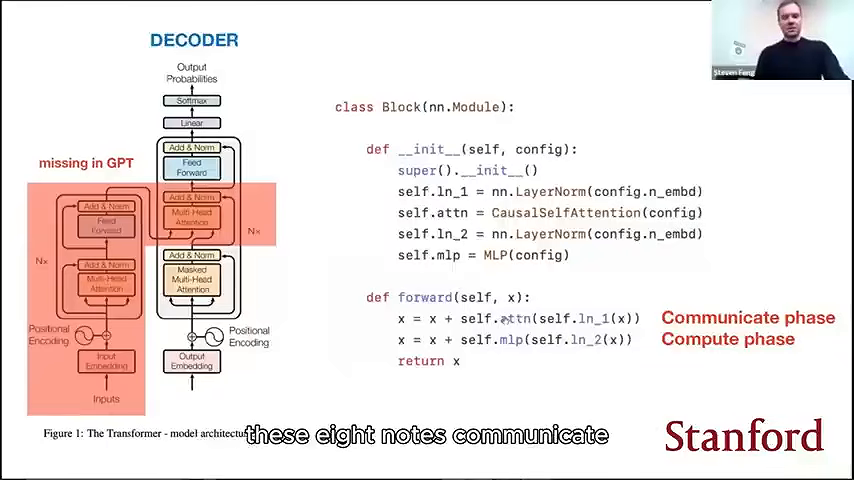 DECODER
Output
Probabilities
Softmax
Linear
Add & Norm
Feed
Forward
missing in GPT
Add & Norm
Multi-Head
Attention
Add & Norm
Feed
Forward
Nx
Nx
Add & Norm
Multi-Head
Attention
Add & Norm
Masked
Multi-Head
Attention
Positional
Encoding
Positional
Encoding
Input
Embedding
Output
Embedding
Inputs
Figure 1: The Transformer - model architectu
class Block(nn.Module):
def __init__(self, config):
super().__init__()
self.ln_1 = nn.LayerNorm(config.n_embd)
self.attn = CausalSelfAttention(config)
self.ln_2 = nn.LayerNorm(config.n_embd)
self.mlp = MLP(config)
def forward(self, x):
x = x + self.attn(self.ln_1(x)) Communicate phase
x = x + self.mlp(self.ln_2(x)) Compute phase
return x
these eight notes communicate
Stanford
Steven Feng